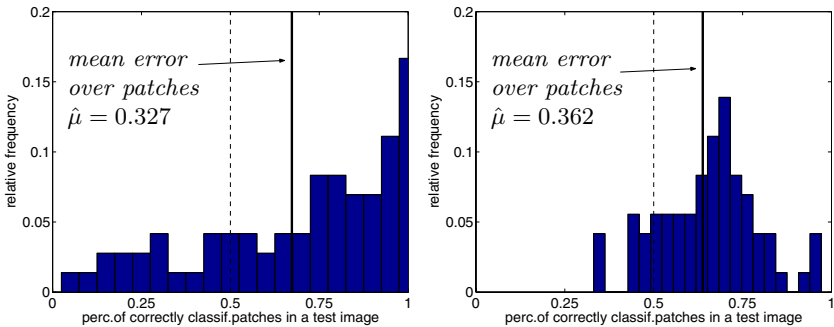 0.2
0.15
0.1
0.05
0
relative frequency
mean error
over patches
μ̂ = 0.327
0.25
0.5
0.75
1
perc.of correctly classif.patches in a test image
0.2
0.15
0.1
0.05
0
relative frequency
mean error
over patches
μ̂ = 0.362
0
0.25
0.5
0.75
1
perc.of correctly classif.patches in a test image